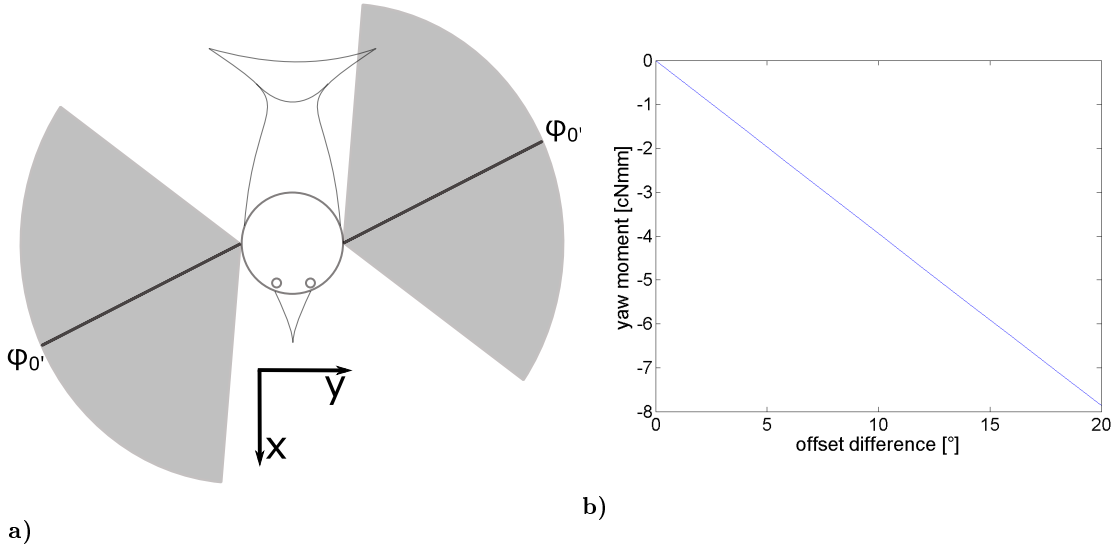 φ0'
φ0'
y
x
a)
0
-1
-2
-3
-4
-5
-6
-7
-8
yaw moment [cNmm]
0 5 10 15 20
offset difference [°]
b)